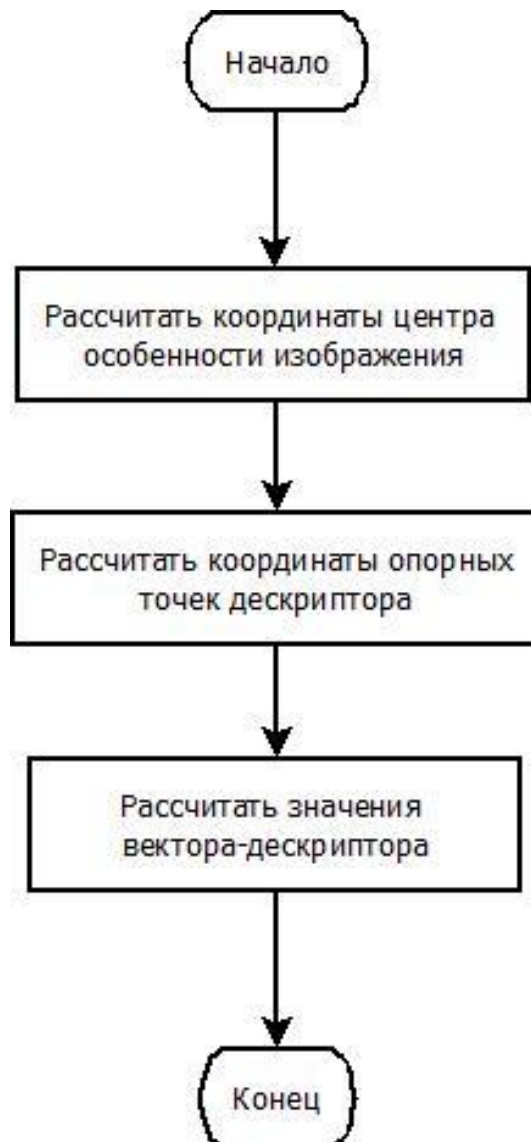 Начало
Рассчитать координаты центра
особенности изображения
Рассчитать координаты опорных
точек дескриптора
Рассчитать значения
вектора-дескриптора
Конец